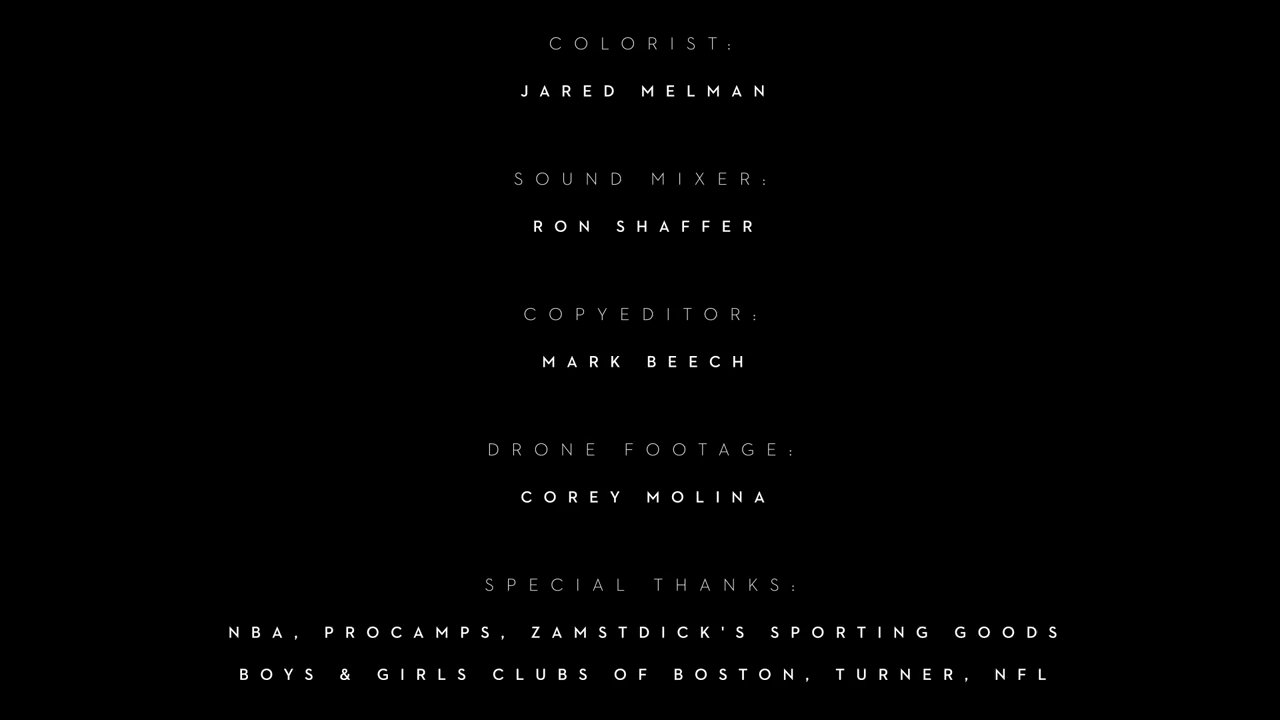 COLORIST:
JARED MELMAN
SOUND MIXER:
RON SHAFFER
COPYEDITOR:
MARK BEECH
DRONE FOOTAGE:
COREY MOLINA
SPECIAL THANKS:
NBA, PROCAMPS, ZAMSTDICK'S SPORTING GOODS
BOYS & GIRLS CLUBS OF BOSTON, TURNER, NFL